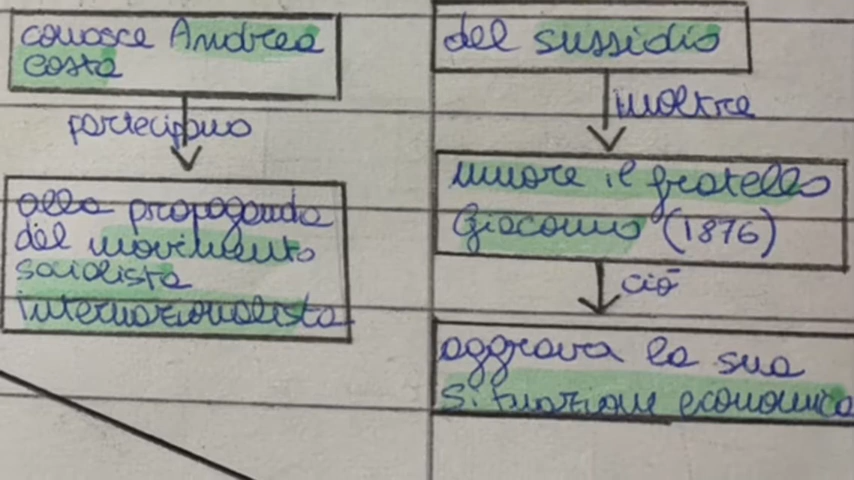 conosce Andrea
Costa
partecipano
alla propaganda
del movimento
socialista
internazionalista
del sussidio
inoltre
muore il fratello
Giacomo (1876)
ciò
aggrava la sua
situazione economica